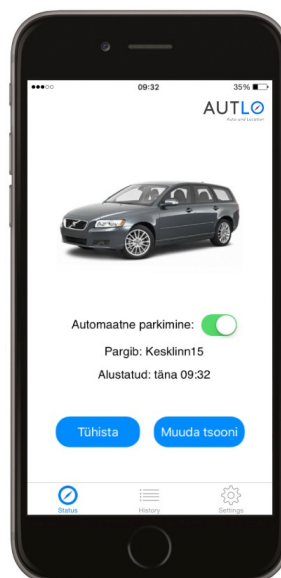 09:32
35%
AUTLO
Auto und Location
Automaatne parkimine:
Pargib: Kesklinn15
Alustatud: täna 09:32
Tühista
Muuda tsooni
Status
History
Settings